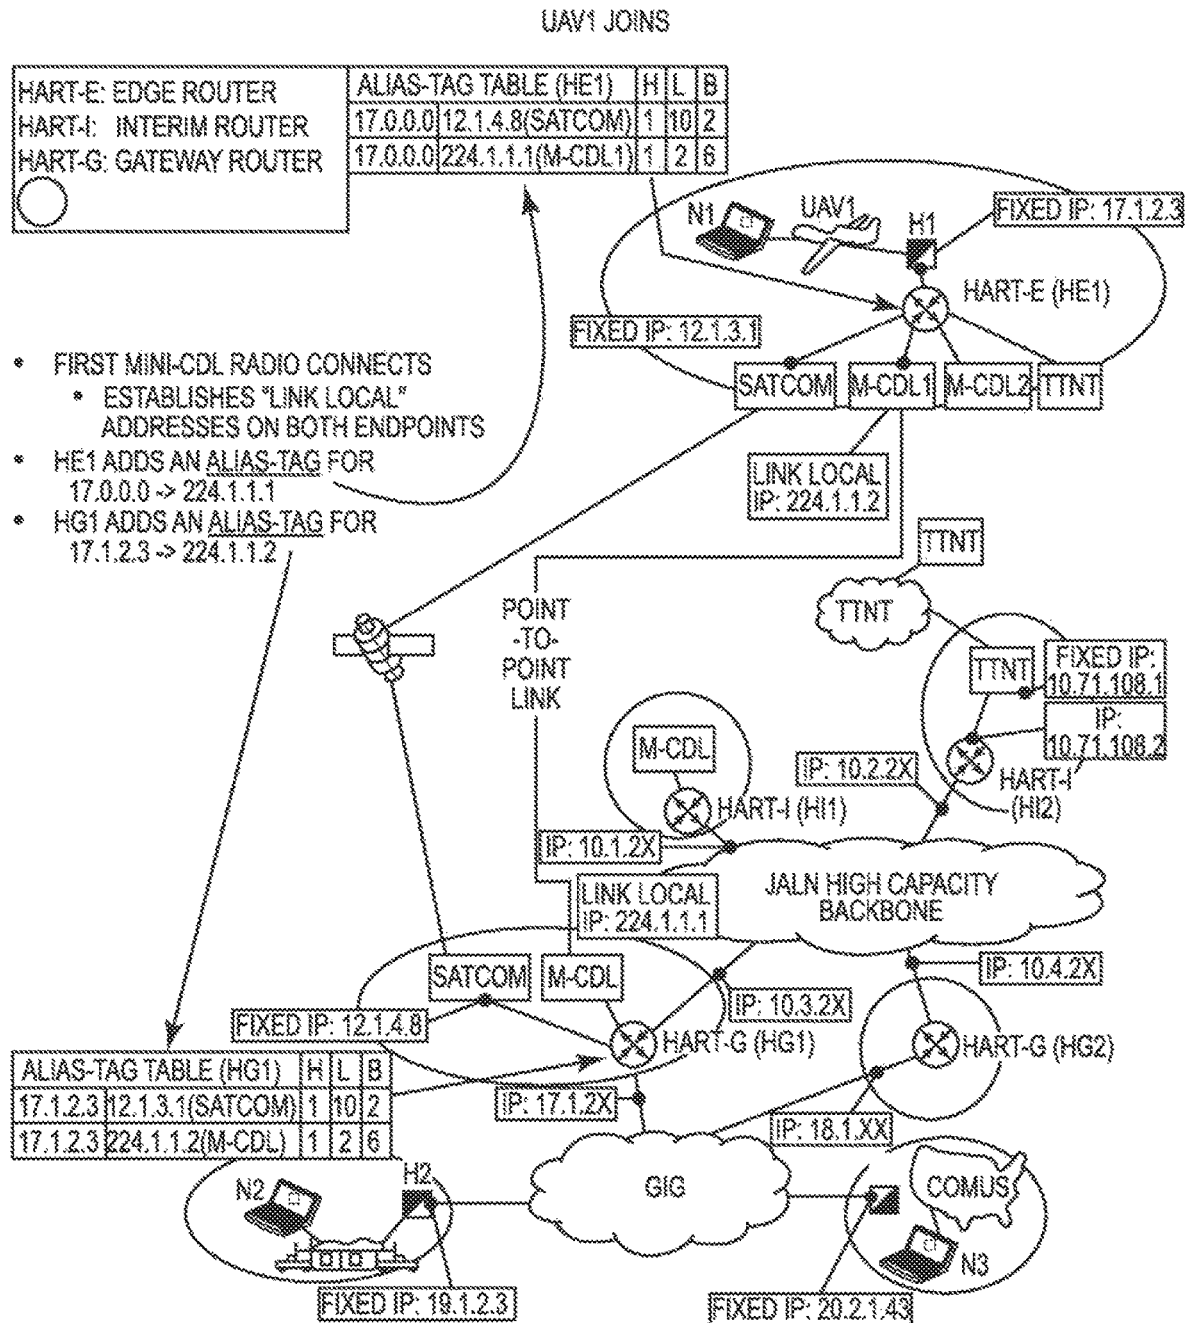 UAV1 JOINS
HART-E: EDGE ROUTER
HART-I: INTERIM ROUTER
HART-G: GATEWAY ROUTER
ALIAS-TAG TABLE (HE1) H L B
17.0.0.0 12.1.4.8(SATCOM) 1 10 2
17.0.0.0 224.1.1.1(M-CDL1) 1 2 6
N1
UAV1
H1
FIXED IP: 17.1.2.3
HART-E (HE1)
FIXED IP: 12.1.3.1
SATCOM
M-CDL1
M-CDL2
TTNT
• FIRST MINI-CDL RADIO CONNECTS
• ESTABLISHES "LINK LOCAL"
ADDRESSES ON BOTH ENDPOINTS
• HE1 ADDS AN ALIAS-TAG FOR
17.0.0.0 -> 224.1.1.1
• HG1 ADDS AN ALIAS-TAG FOR
17.1.2.3 -> 224.1.1.2
LINK LOCAL
IP: 224.1.1.2
TTNT
TTNT
POINT
-TO-
POINT
LINK
TTNT
FIXED IP:
10.71.108.1
IP:
10.71.108.2
M-CDL
IP: 10.2.2X
HART-I
(HI2)
HART-I (HI1)
IP: 10.1.2X
LINK LOCAL
IP: 224.1.1.1
JALN HIGH CAPACITY
BACKBONE
SATCOM
M-CDL
IP: 10.3.2X
IP: 10.4.2X
FIXED IP: 12.1.4.8
HART-G (HG1)
HART-G (HG2)
ALIAS-TAG TABLE (HG1) H L B
17.1.2.3 12.1.3.1(SATCOM) 1 10 2
17.1.2.3 224.1.1.2(M-CDL) 1 2 6
IP: 17.1.2X
IP: 18.1.XX
N2
H2
GIG
COMUS
N3
FIXED IP: 19.1.2.3
FIXED IP: 20.2.1.43